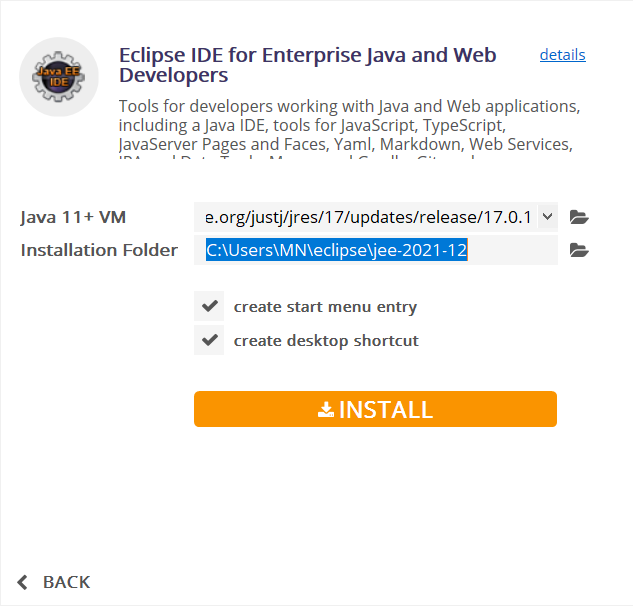 Java EE
IDE
Eclipse IDE for Enterprise Java and Web
Developers
details
Tools for developers working with Java and Web applications,
including a Java IDE, tools for JavaScript, TypeScript,
JavaServer Pages and Faces, Yaml, Markdown, Web Services,
Java 11+ VM
e.org/justj/jres/17/updates/release/17.0.1
Installation Folder
C:\Users\MN\eclipse\jee-2021-12
create start menu entry
create desktop shortcut
INSTALL
BACK